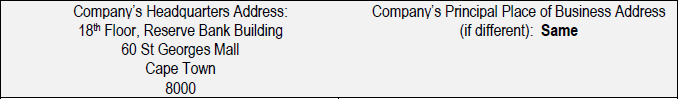 Company's Headquarters Address:
18th Floor, Reserve Bank Building
60 St Georges Mall
Cape Town
8000
Company's Principal Place of Business Address
(if different): Same